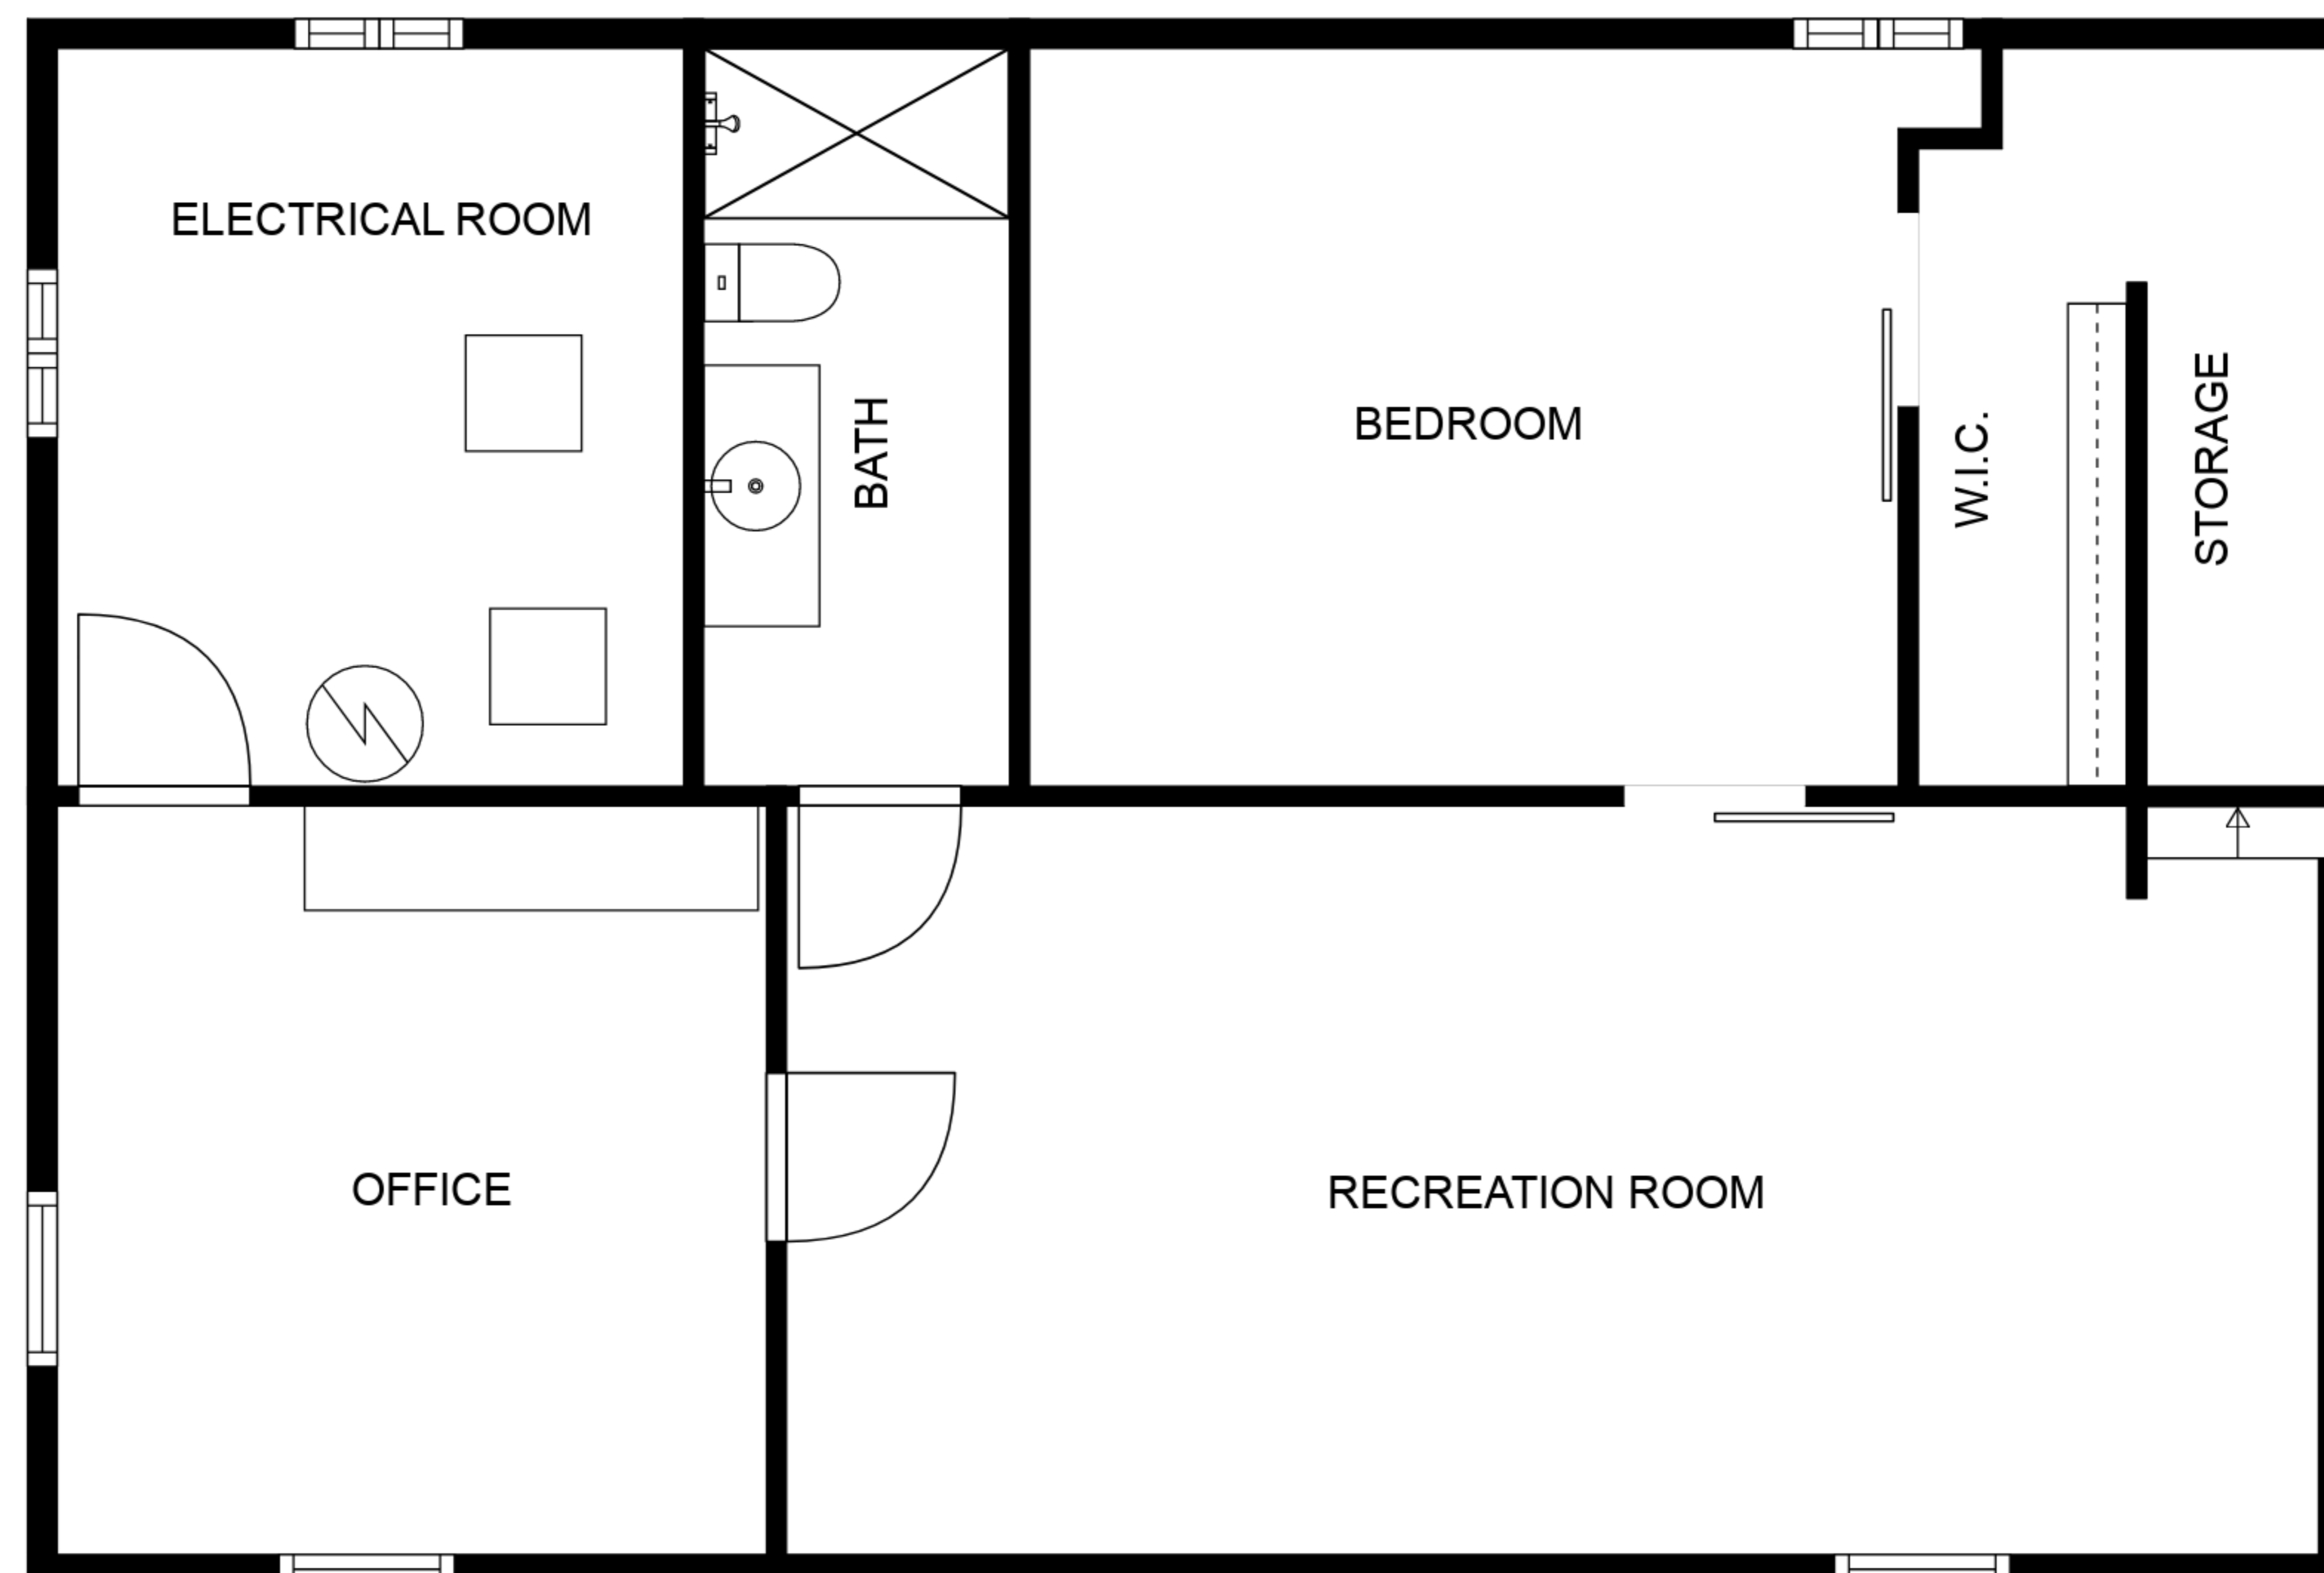 ELECTRICAL ROOM
BATH
BEDROOM
W.I.C.
STORAGE
OFFICE
RECREATION ROOM